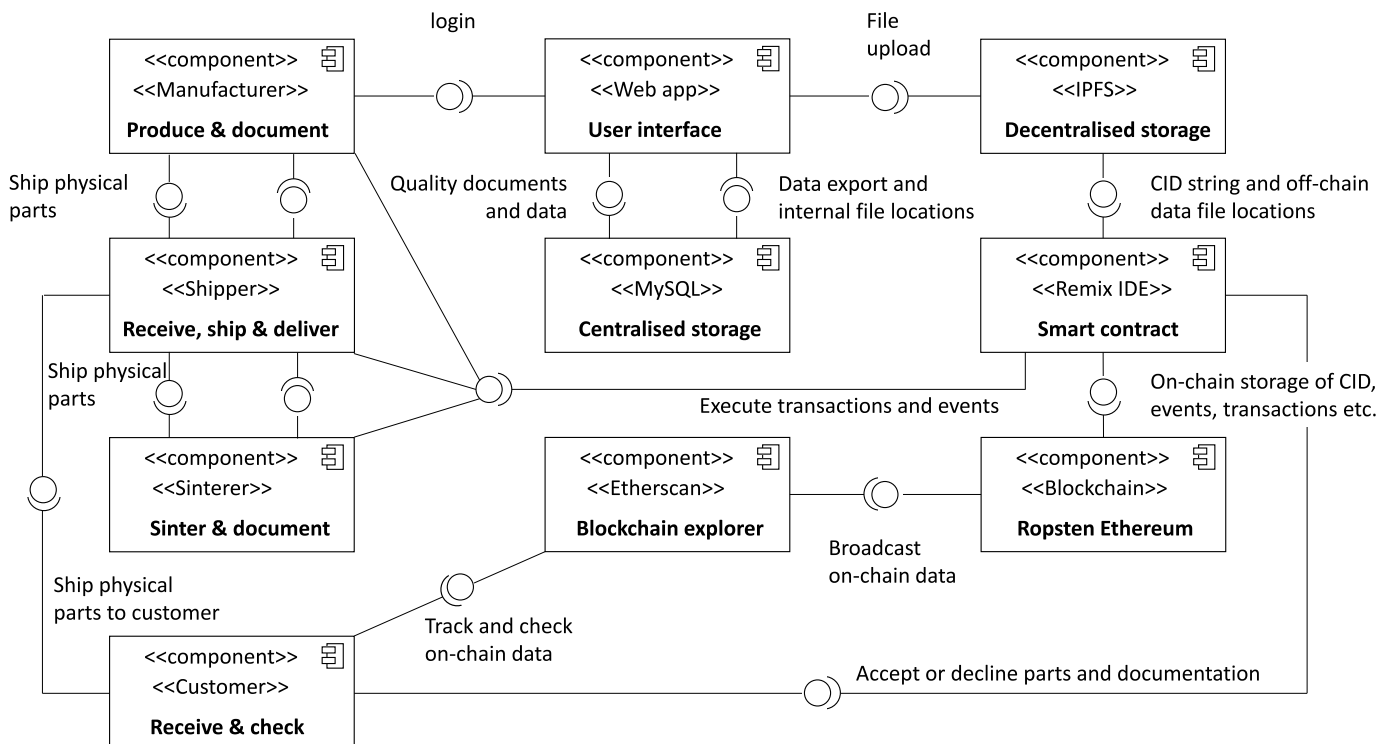 login
File
upload
<<component>>
<<Manufacturer>>
Produce & document
<<component>>
<<Web app>>
User interface
<<component>>
<<IPFS>>
Decentralised storage
Ship physical
parts
Quality documents
and data
Data export and
internal file locations
CID string and off-chain
data file locations
<<component>>
<<Shipper>>
Receive, ship & deliver
<<component>>
<<MySQL>>
Centralised storage
<<component>>
<<Remix IDE>>
Smart contract
Ship physical
parts
Execute transactions and events
On-chain storage of CID,
events, transactions etc.
<<component>>
<<Sinterer>>
Sinter & document
<<component>>
<<Etherscan>>
Blockchain explorer
<<component>>
<<Blockchain>>
Ropsten Ethereum
Broadcast
on-chain data
Ship physical
parts to customer
Track and check
on-chain data
<<component>>
<<Customer>>
Receive & check
Accept or decline parts and documentation